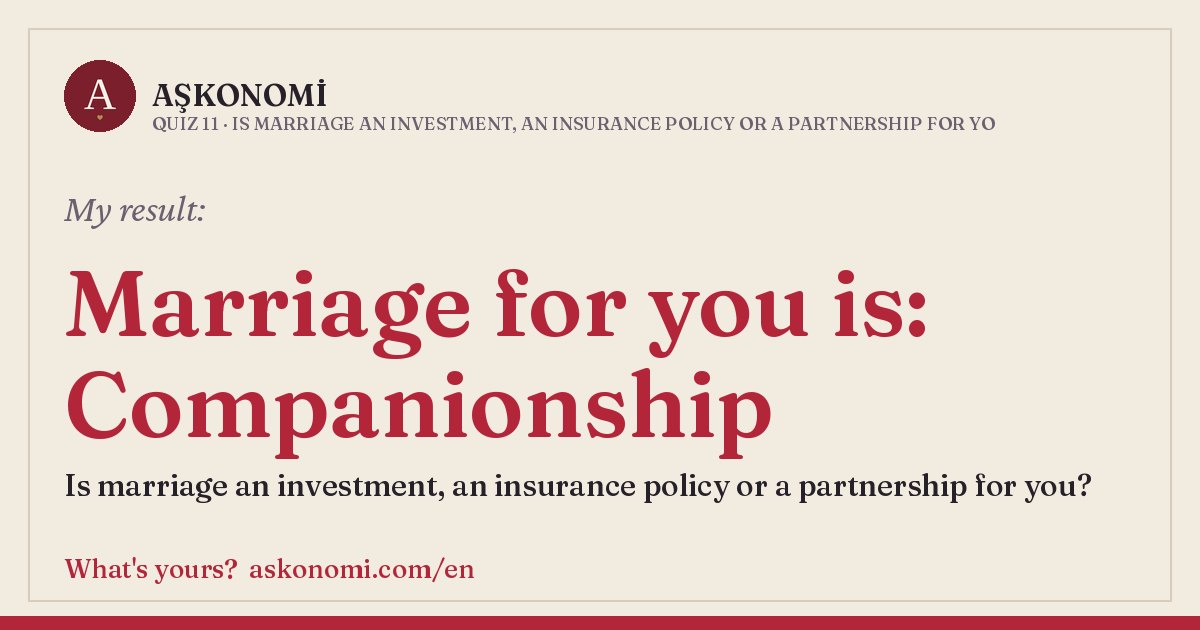 A
AŞKONOMİ
QUIZ 11 · IS MARRIAGE AN INVESTMENT, AN INSURANCE POLICY OR A PARTNERSHIP FOR YO
My result:
Marriage for you is:
Companionship
Is marriage an investment, an insurance policy or a partnership for you?
What's yours? askonomi.com/en